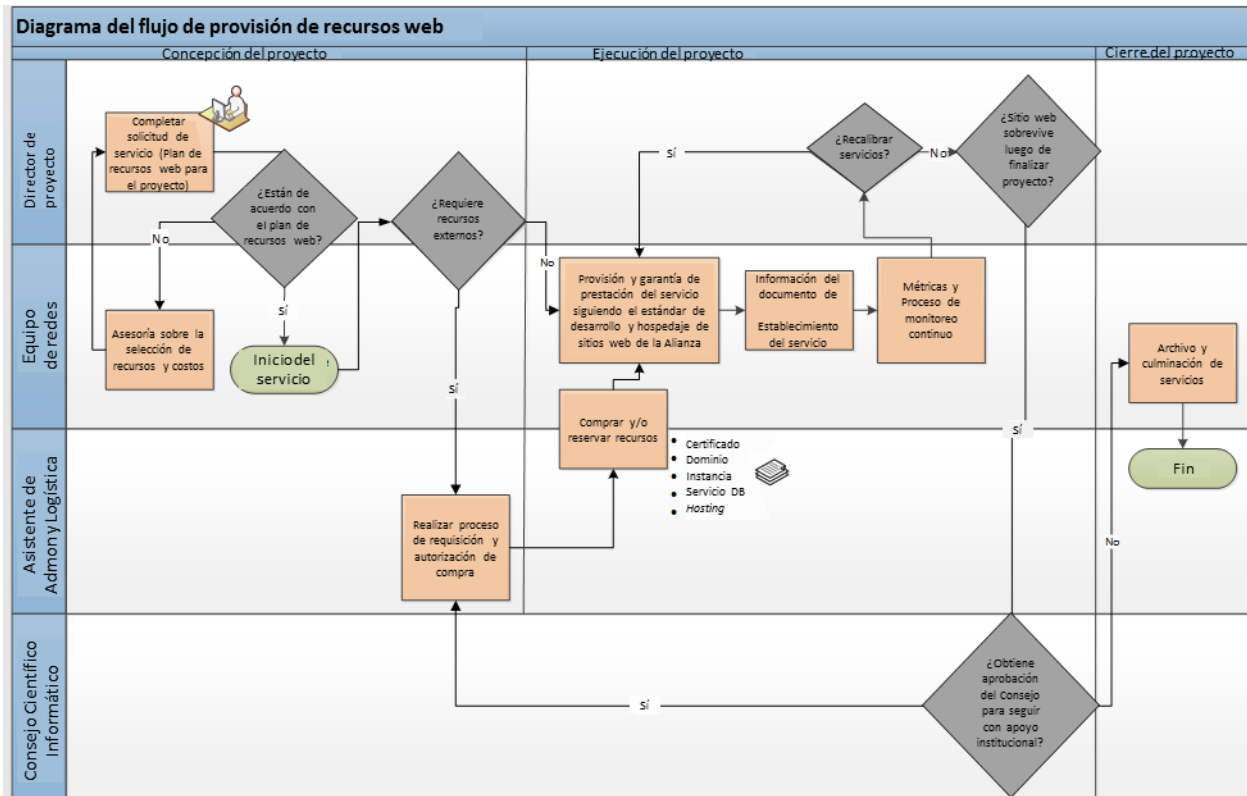 Diagrama del flujo de provisión de recursos web
Concepción del proyecto
Ejecución del proyecto
Cierre del proyecto
Director de
proyecto
Completar
solicitud de
servicio (Plan de
recursos web para
el proyecto)
¿Están de
acuerdo con
el plan de
recursos web?
¿Requiere
recursos
externos?
¿Recalibrar
servicios?
¿Sitio web
sobrevive
luego de
finalizar
proyecto?
No
SÍ
No
Equipo
de redes
Asesoría sobre la
selección de
recursos y costos
SÍ
Inicio del
servicio
SÍ
No
Provisión y garantía de
prestación del servicio
siguiendo el estándar de
desarrollo y hospedaje de
sitios web de la Alianza
Información del
documento de
Establecimiento
del servicio
Métricas y
Proceso de
monitoreo
continuo
Archivo y
culminación de
servicios
Asistente de
Admon y Logística
Comprar y/o
reservar recursos
• Certificado
• Dominio
• Instancia
• Servicio DB
• Hosting
SÍ
Fin
Realizar proceso
de requisición y
autorización de
compra
No
Consejo Científico
Informático
SÍ
¿Obtiene
aprobación
del Consejo
para seguir
con apoyo
institucional?